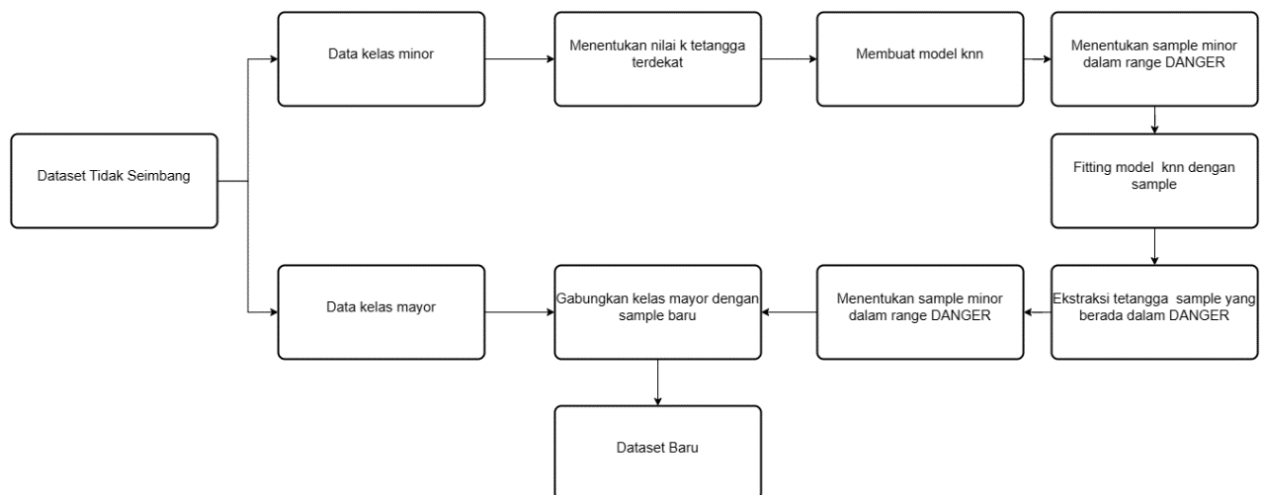 Data kelas minor
Menentukan nilai k tetangga
terdekat
Membuat model knn
Menentukan sample minor
dalam range DANGER
Dataset Tidak Seimbang
Fitting model knn dengan
sample
Data kelas mayor
Gabungkan kelas mayor dengan
sample baru
Menentukan sample minor
dalam range DANGER
Ekstraksi tetangga sample yang
berada dalam DANGER
Dataset Baru